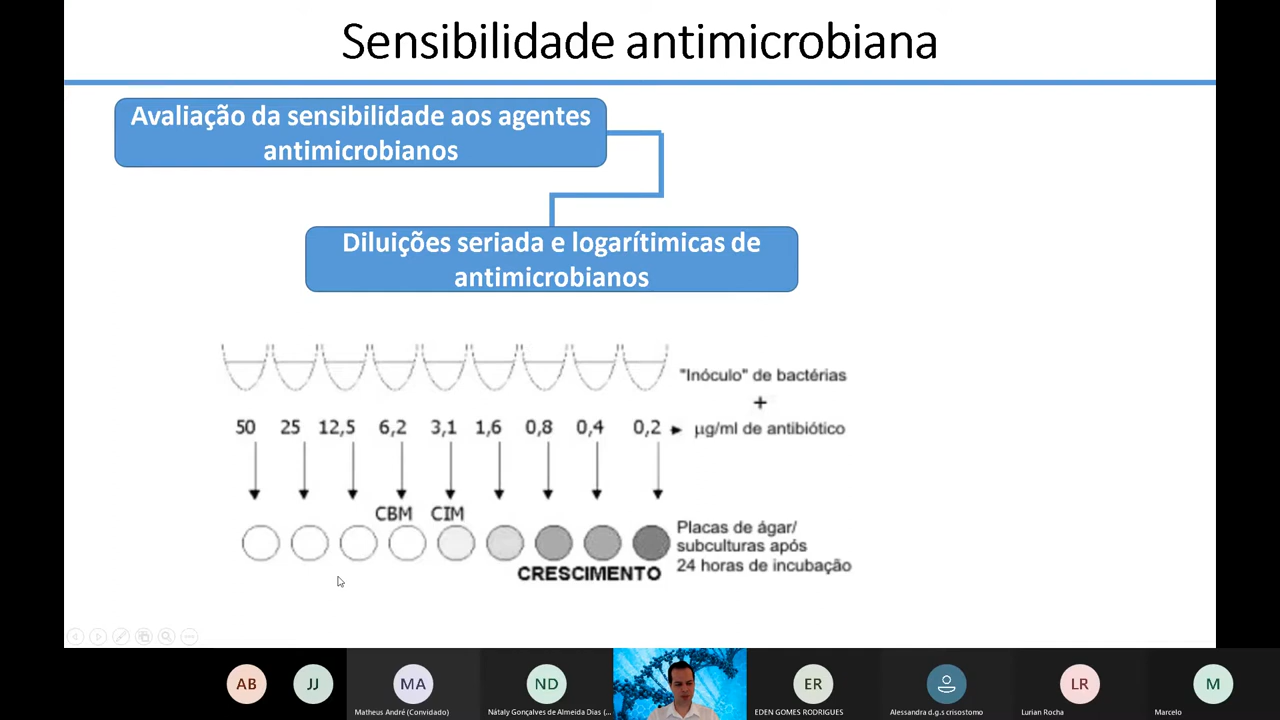 Sensibilidade antimicrobiana
Avaliação da sensibilidade aos agentes
antimicrobianos
Diluições seriada e logarítimicas de
antimicrobianos
"Inóculo" de bactérias
+
50 25 12,5 6,2 3,1 1,6 0,8 0,4 0,2 µg/ml de antibiótico
CBM CIM
Placas de ágar/
subculturas após
24 horas de incubação
CRESCIMENTO
AB JJ MA ND ER LR M
Matheus André (Convidado) Nátaly Gonçalves de Almeida Dias (... EDEN GOMES RODRIGUES Alessandra d.g.s crisostomo Lurian Rocha Marcelo